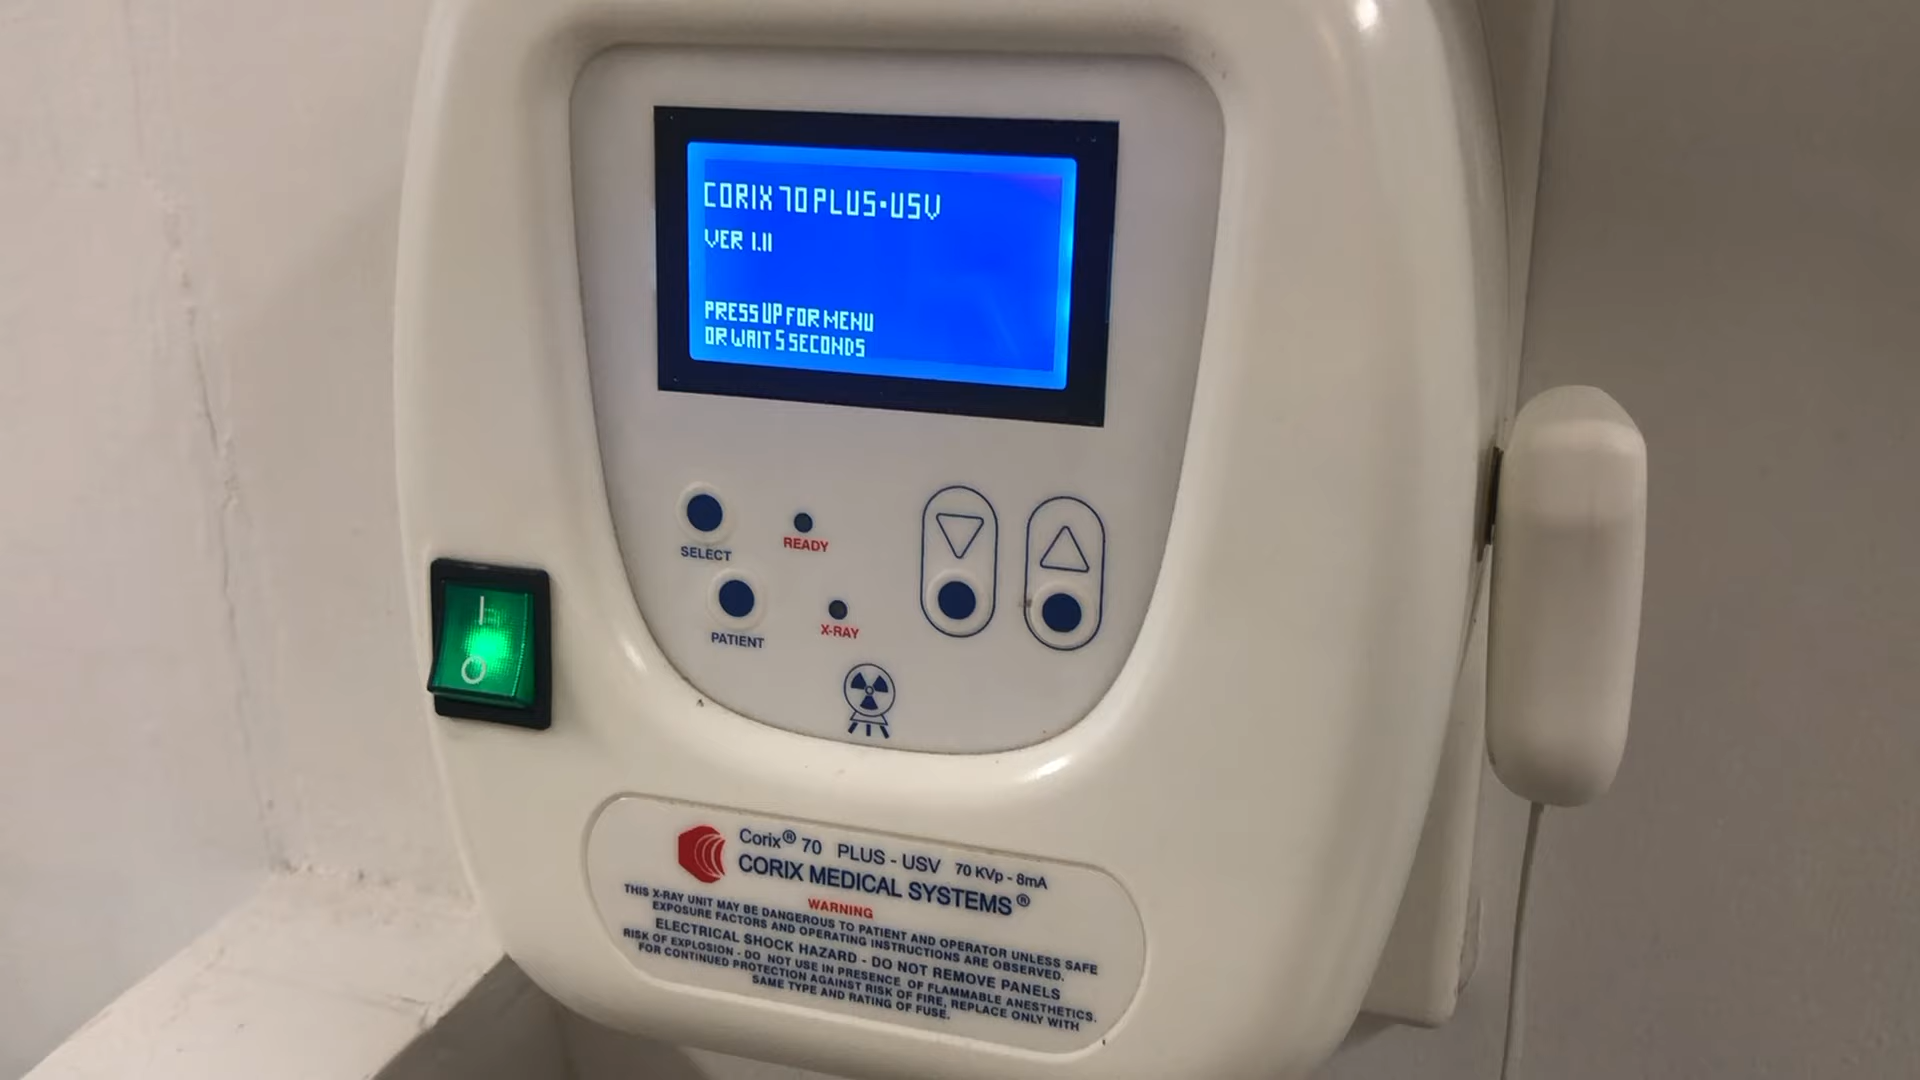 CORIX 70 PLUS-USV
VER 1.11
PRESS UP FOR MENU
OR WAIT 5 SECONDS
SELECT
READY
PATIENT
X-RAY
I
O
Corix® 70 PLUS - USV 70 KVp - 8mA
CORIX MEDICAL SYSTEMS®
WARNING
THIS X-RAY UNIT MAY BE DANGEROUS TO PATIENT AND OPERATOR UNLESS SAFE
EXPOSURE FACTORS AND OPERATING INSTRUCTIONS ARE OBSERVED.
ELECTRICAL SHOCK HAZARD - DO NOT REMOVE PANELS
RISK OF EXPLOSION - DO NOT USE IN PRESENCE OF FLAMMABLE ANESTHETICS.
FOR CONTINUED PROTECTION AGAINST RISK OF FIRE, REPLACE ONLY WITH
SAME TYPE AND RATING OF FUSE.